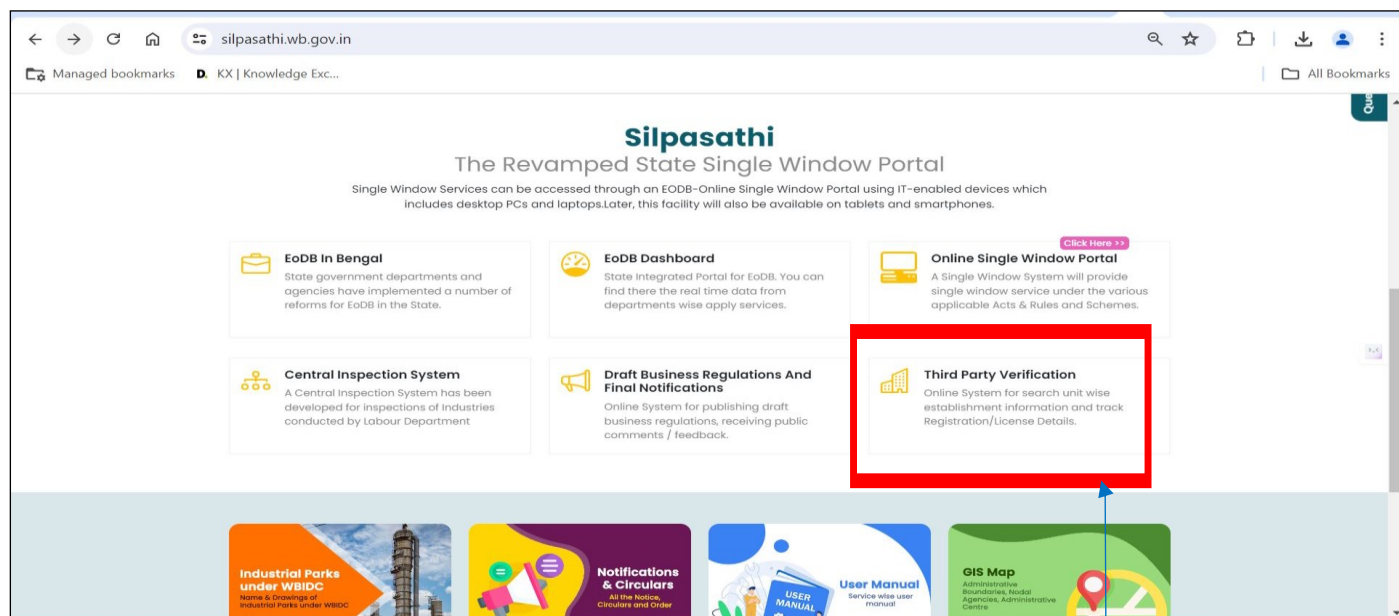 silpasathi.wb.gov.in
Managed bookmarks
D. KX | Knowledge Exc...
All Bookmarks
Que
Silpasathi
The Revamped State Single Window Portal
Single Window Services can be accessed through an EODB-Online Single Window Portal using IT-enabled devices which
includes desktop PCs and laptops.Later, this facility will also be available on tablets and smartphones.
EoDB In Bengal
State government departments and
agencies have implemented a number of
reforms for EoDB in the State.
EoDB Dashboard
State Integrated Portal for EoDB. You can
find there the real time data from
departments wise apply services.
Click Here >>
Online Single Window Portal
A Single Window System will provide
single window service under the various
applicable Acts & Rules and Schemes.
Central Inspection System
A Central Inspection System has been
developed for inspections of Industries
conducted by Labour Department
Draft Business Regulations And
Final Notifications
Online System for publishing draft
business regulations, receiving public
comments / feedback.
Third Party Verification
Online System for search unit wise
establishment information and track
Registration/License Details.
Industrial Parks
under WBIDC
Name & Drawings of
Industrial Parks under WBIDC
Notifications
& Circulars
All the Notice,
Circulars and Order
USER
MANUAL
User Manual
Service wise user
manual
GIS Map
Administrative
Boundaries, Nodal
Agencies, Administrative
Centre